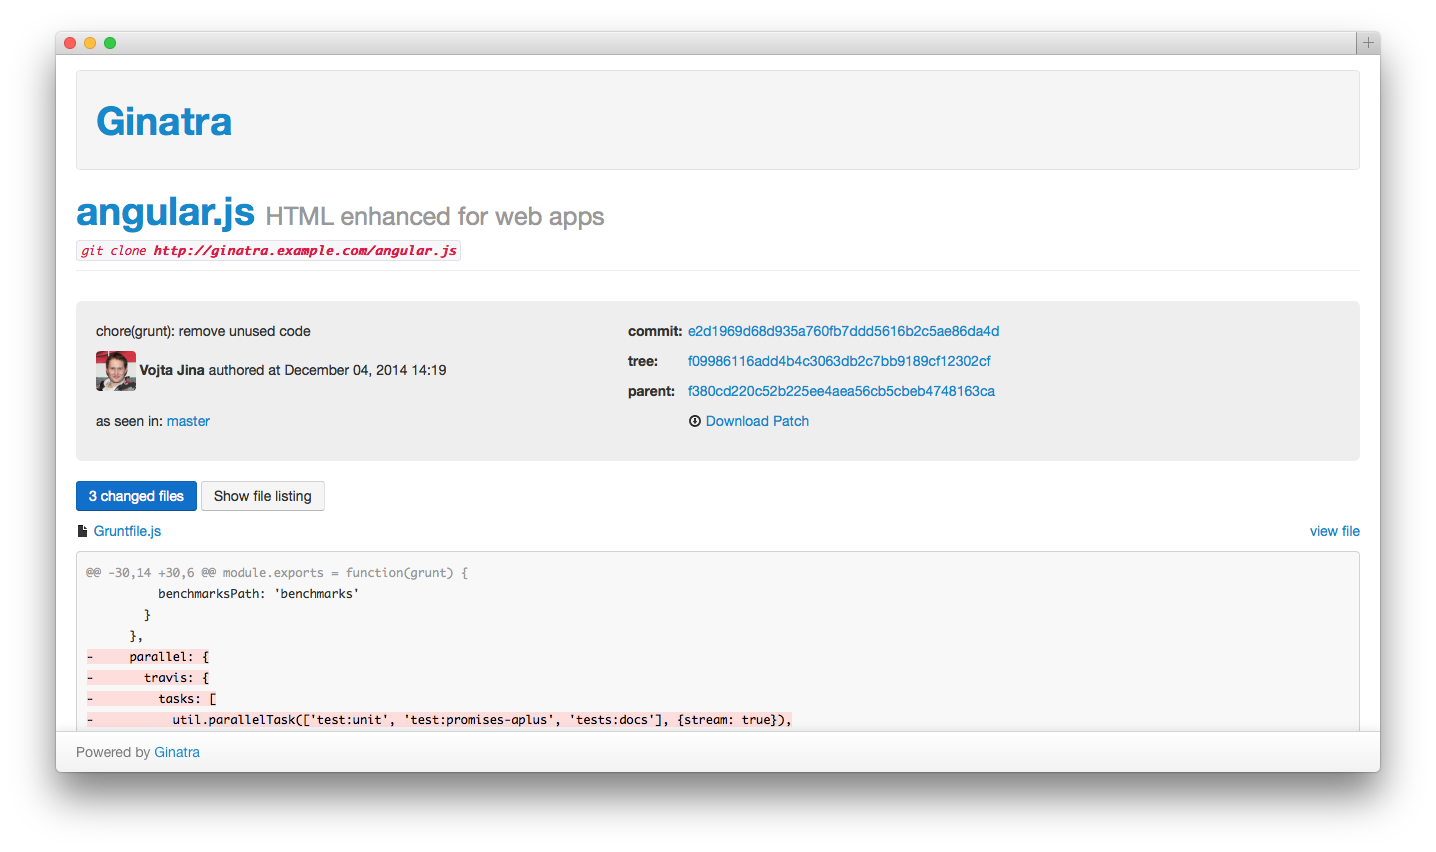 Ginatra
angular.js HTML enhanced for web apps
git clone http://ginatra.example.com/angular.js
chore(grunt): remove unused code
Vojta Jina authored at December 04, 2014 14:19
as seen in: master
commit: e2d1969d68d935a760fb7ddd5616b2c5ae86da4d
tree: f09986116add4b4c3063db2c7bb9189cf12302cf
parent: f380cd220c52b225ee4aea56cb5cbeb4748163ca
Download Patch
3 changed files Show file listing
Gruntfile.js view file
@@ -30,14 +30,6 @@ module.exports = function(grunt) {
benchmarksPath: 'benchmarks'
}
},
- parallel: {
- travis: {
- tasks: [
- util.parallelTask(['test:unit', 'test:promises-aplus', 'tests:docs'], {stream: true}),
Powered by Ginatra